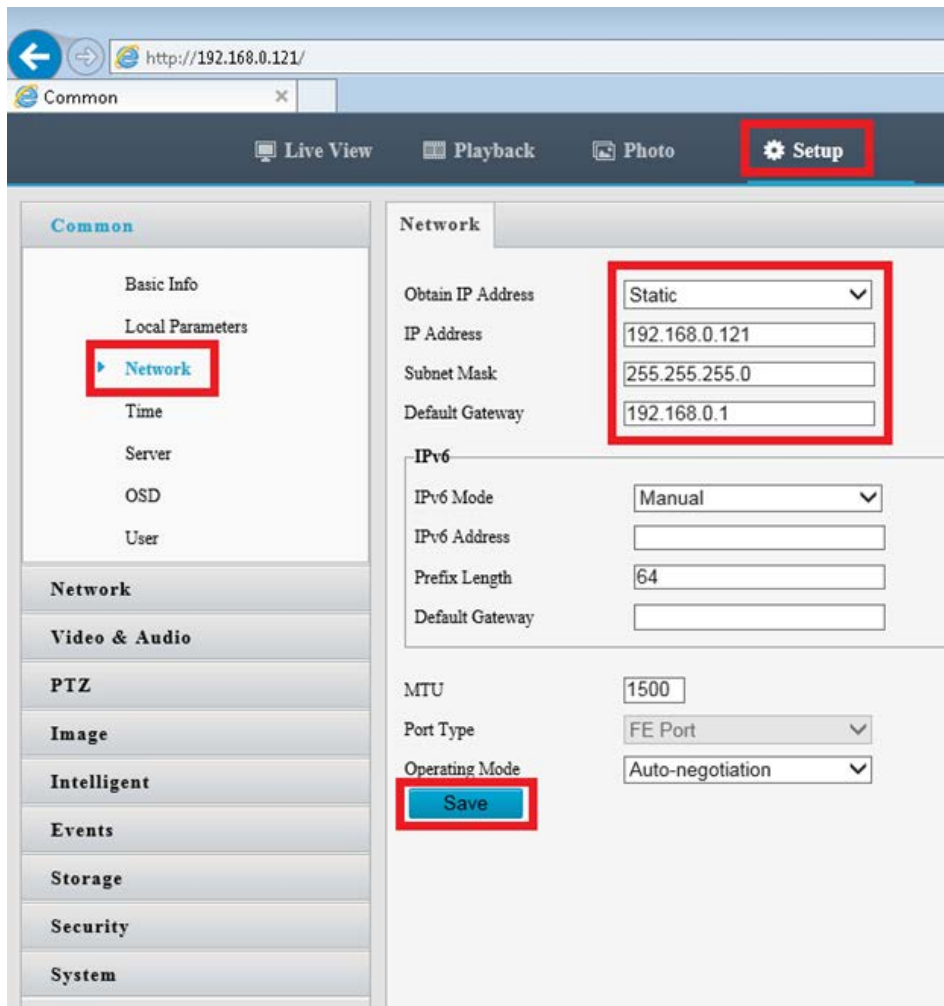 http://192.168.0.121/
Common
Live View Playback Photo Setup
Common
Basic Info
Local Parameters
Network
Time
Server
OSD
User
Network
Video & Audio
PTZ
Image
Intelligent
Events
Storage
Security
System
Network
Obtain IP Address Static
IP Address 192.168.0.121
Subnet Mask 255.255.255.0
Default Gateway 192.168.0.1
IPv6
IPv6 Mode Manual
IPv6 Address
Prefix Length 64
Default Gateway
MTU 1500
Port Type FE Port
Operating Mode Auto-negotiation
Save